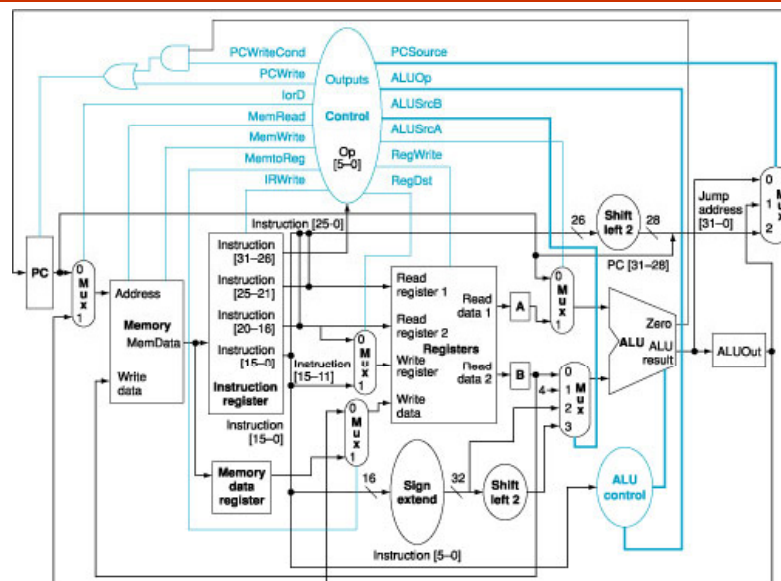 PCWriteCond
PCWrite
IorD
MemRead
MemWrite
MemtoReg
IRWrite
Outputs
Control
Op
[5–0]
PCSource
ALUOp
ALUSrcB
ALUSrcA
RegWrite
RegDst
Instruction [25-0]
26
Shift
left 2
28
Jump
address
[31–0]
0
1
2
Mux
PC [31–28]
PC
0
Mux
1
Address
Memory
MemData
Write
data
Instruction
[31–26]
Instruction
[25–21]
Instruction
[20–16]
Instruction
[15–0]
Instruction
register
Instruction
[15–0]
Memory
data
register
Instruction
[15–11]
0
Mux
1
0
Mux
1
Read
register 1
Read
register 2
Registers
Write
register
Write
data
Read
data 1
Read
data 2
A
B
0
Mux
1
4
0
1
2
3
Mux
Zero
ALU
ALU
result
ALUOut
16
Sign
extend
32
Shift
left 2
ALU
control
Instruction [5–0]